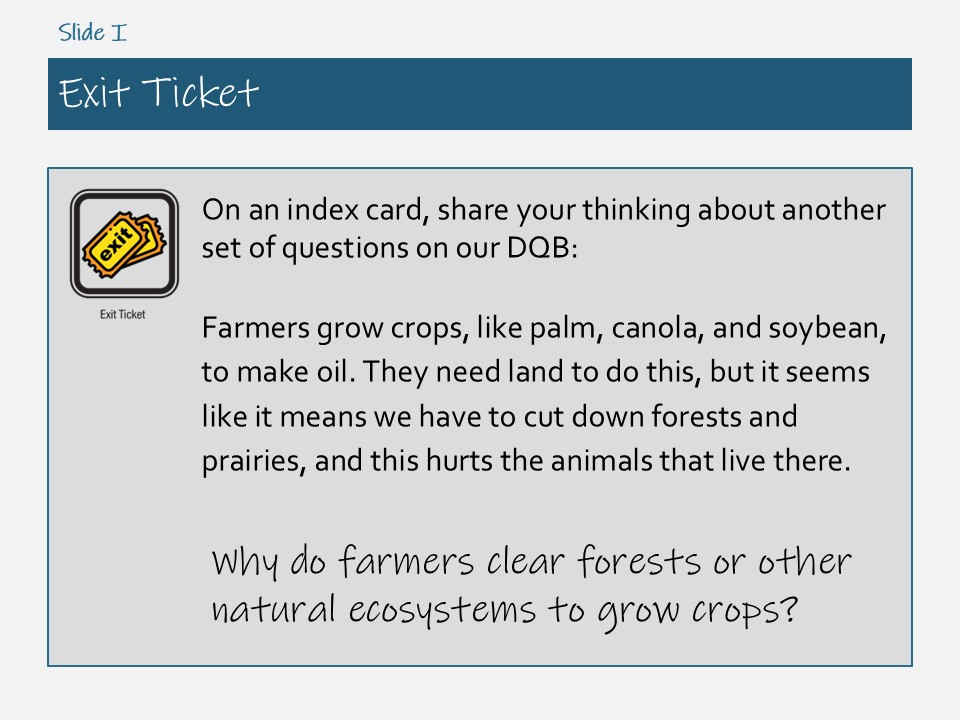 Slide I
Exit Ticket
exit
Exit Ticket
On an index card, share your thinking about another
set of questions on our DQB:
Farmers grow crops, like palm, canola, and soybean,
to make oil. They need land to do this, but it seems
like it means we have to cut down forests and
prairies, and this hurts the animals that live there.
Why do farmers clear forests or other
natural ecosystems to grow crops?